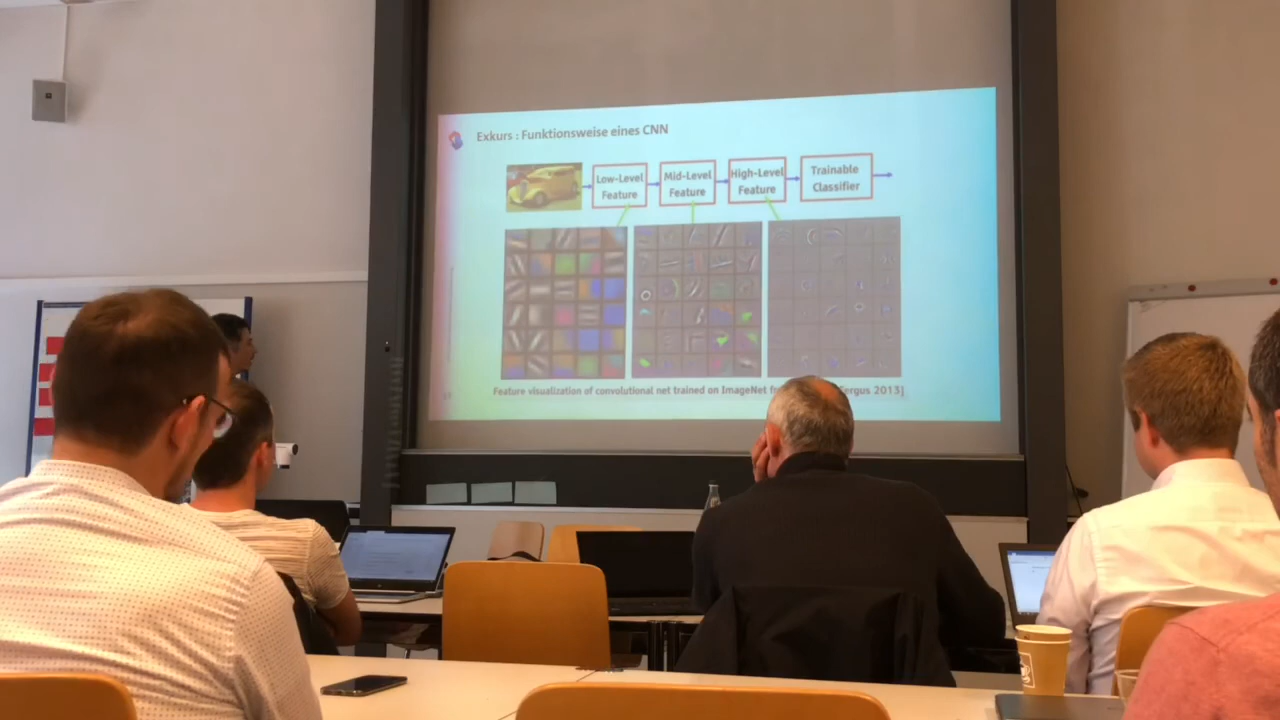 Exkurs : Funktionsweise eines CNN
Low-Level
Feature
Mid-Level
Feature
High-Level
Feature
Trainable
Classifier
Feature visualization of convolutional net trained on ImageNet Fergus 2013]